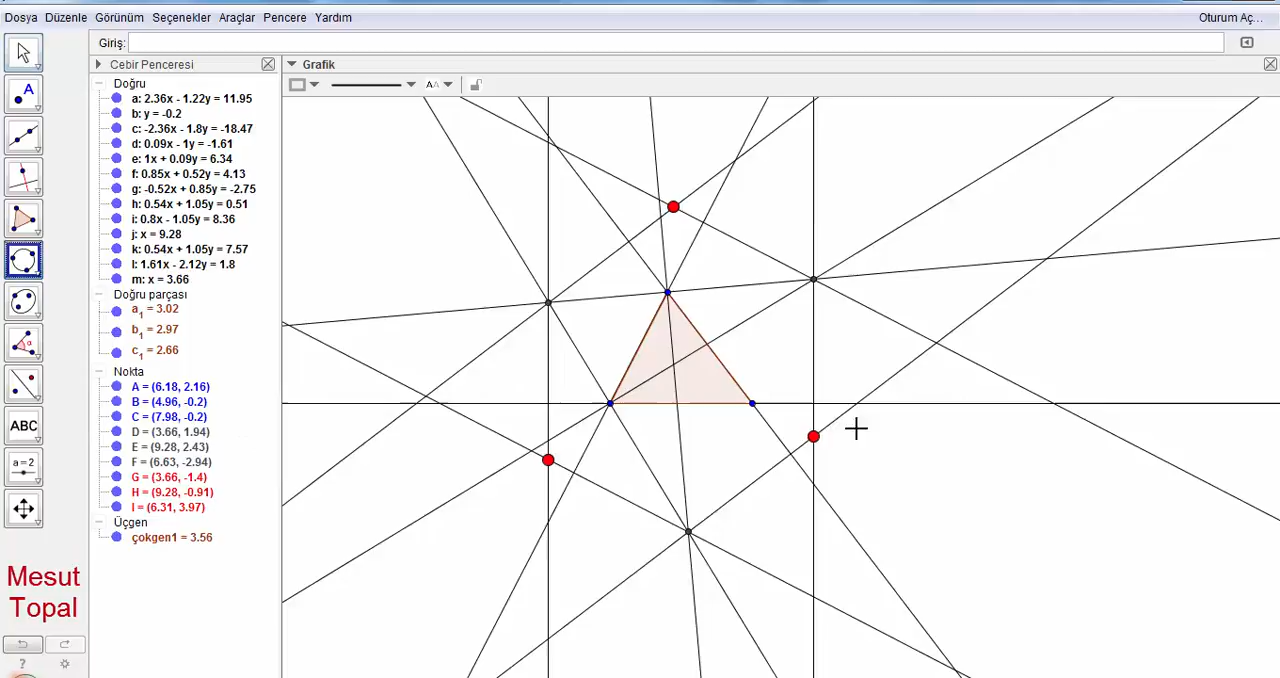 Dosya Düzenle Görünüm Seçenekler Araçlar Pencere Yardım Oturum Aç...
Giriş:
Cebir Penceresi
Grafik
AA
Doğru
a: 2.36x - 1.22y = 11.95
b: y = -0.2
c: -2.36x - 1.8y = -18.47
d: 0.09x - 1y = -1.61
e: 1x + 0.09y = 6.34
f: 0.85x + 0.52y = 4.13
g: -0.52x + 0.85y = -2.75
h: 0.54x + 1.05y = 0.51
i: 0.8x - 1.05y = 8.36
j: x = 9.28
k: 0.54x + 1.05y = 7.57
l: 1.61x - 2.12y = 1.8
m: x = 3.66
Doğru parçası
a₁ = 3.02
b₁ = 2.97
c₁ = 2.66
Nokta
A = (6.18, 2.16)
B = (4.96, -0.2)
C = (7.98, -0.2)
D = (3.66, 1.94)
E = (9.28, 2.43)
F = (6.63, -2.94)
G = (3.66, -1.4)
H = (9.28, -0.91)
I = (6.31, 3.97)
Üçgen
çokgen1 = 3.56
A
α
ABC
a=2
Mesut
Topal
?